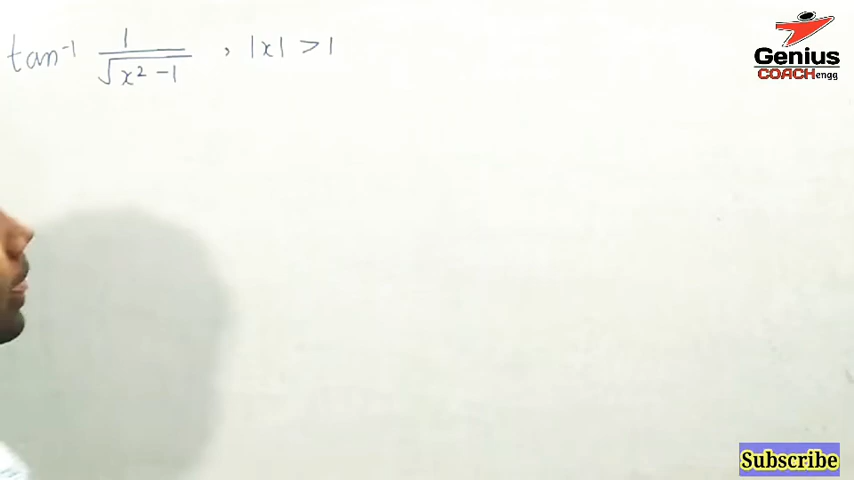 tan⁻¹ 1/√(x² - 1) , |x| > 1
Genius
COACHengg
Subscribe